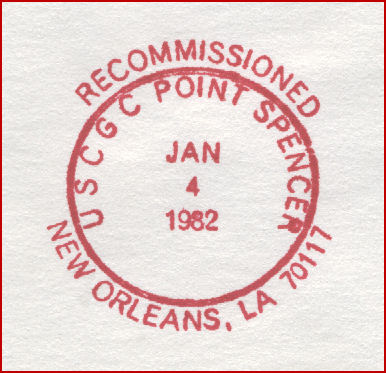 RECOMMISSIONED
USCGC POINT SPENCER
JAN
4
1982
NEW ORLEANS, LA 70117